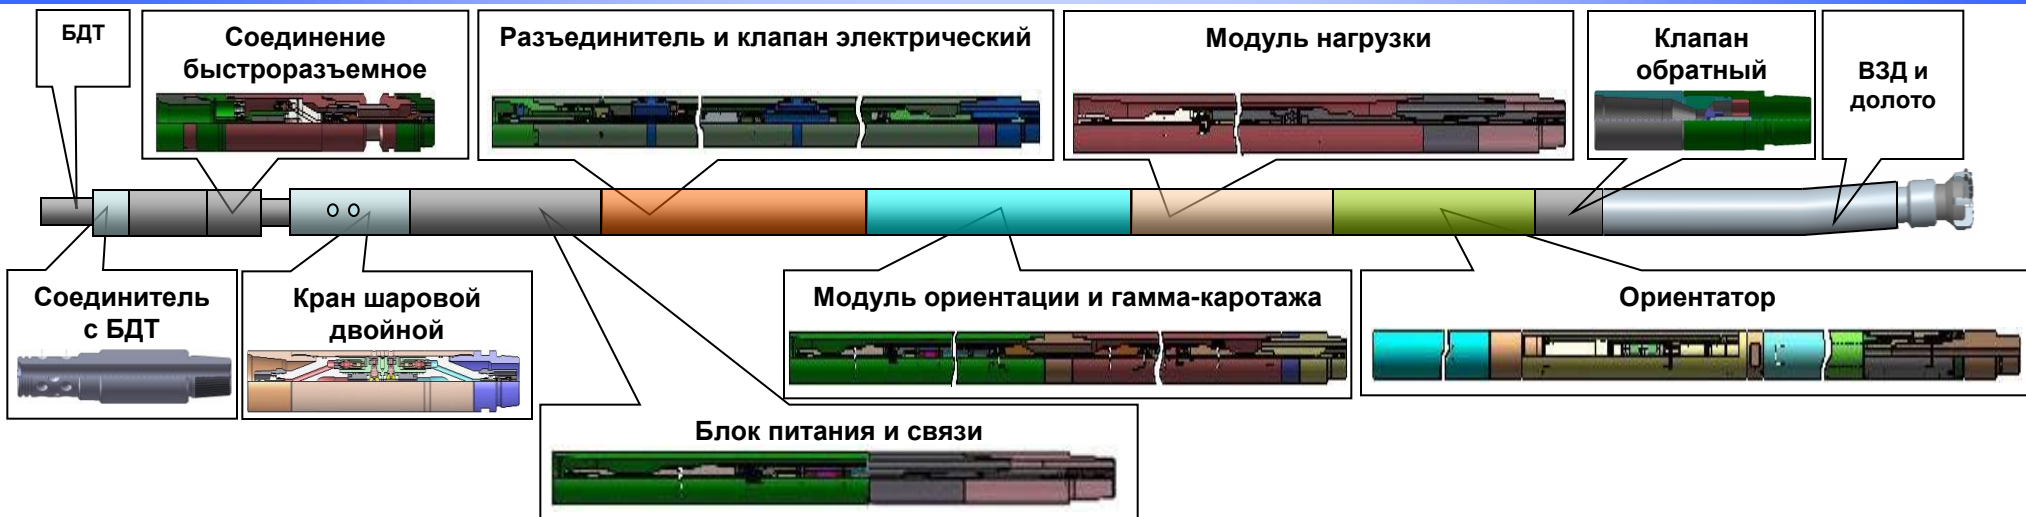 БДТ
Соединение
быстроразъемное
Разъединитель и клапан электрический
Модуль нагрузки
Клапан
обратный
ВЗД и
долото
Соединитель
с БДТ
Кран шаровой
двойной
Блок питания и связи
Модуль ориентации и гамма-каротажа
Ориентатор